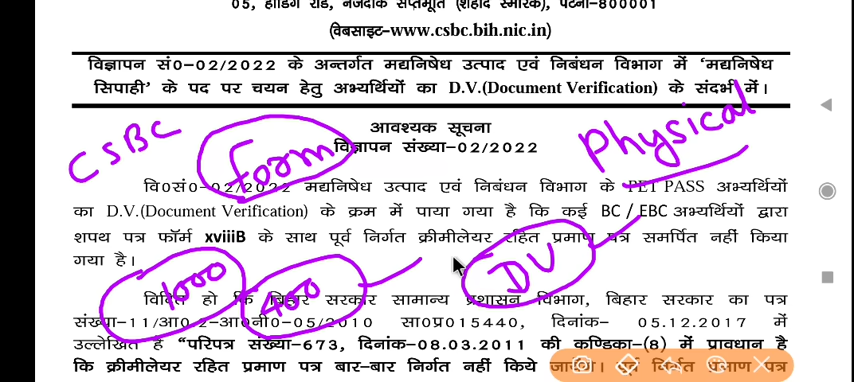 05, हार्डिंग रोड, नजदीक सप्तमूर्ति (शहीद स्मारक), पटना–800001
(वेबसाइट–www.csbc.bih.nic.in)
विज्ञापन सं0–02/2022 के अन्तर्गत मद्यनिषेध उत्पाद एवं निबंधन विभाग में 'मद्यनिषेध
सिपाही' के पद पर चयन हेतु अभ्यर्थियों का D.V.(Document Verification) के संदर्भ में।
CSBC
Form
Physical
आवश्यक सूचना
विज्ञापन संख्या–02/2022
वि0सं0–02/2022 मद्यनिषेध उत्पाद एवं निबंधन विभाग के PET PASS अभ्यर्थियों
का D.V.(Document Verification) के क्रम में पाया गया है कि कई BC / EBC अभ्यर्थियों द्वारा
शपथ पत्र फॉर्म xviiiB के साथ पूर्व निर्गत क्रीमीलेयर रहित प्रमाण पत्र समर्पित नहीं किया
गया है।
1000
400
DV
विदित हो कि बिहार सरकार सामान्य प्रशासन विभाग, बिहार सरकार का पत्र
संख्या–11/आ0 2–आ0नी0–05/2010 सा0प्र015440, दिनांक– 05.12.2017 में
उल्लेखित है "परिपत्र संख्या–673, दिनांक–08.03.2011 की कण्डिका–(8) में प्रावधान है
कि क्रीमीलेयर रहित प्रमाण पत्र बार–बार निर्गत नहीं किये जायेंगे। पूर्व निर्गत प्रमाण पत्र